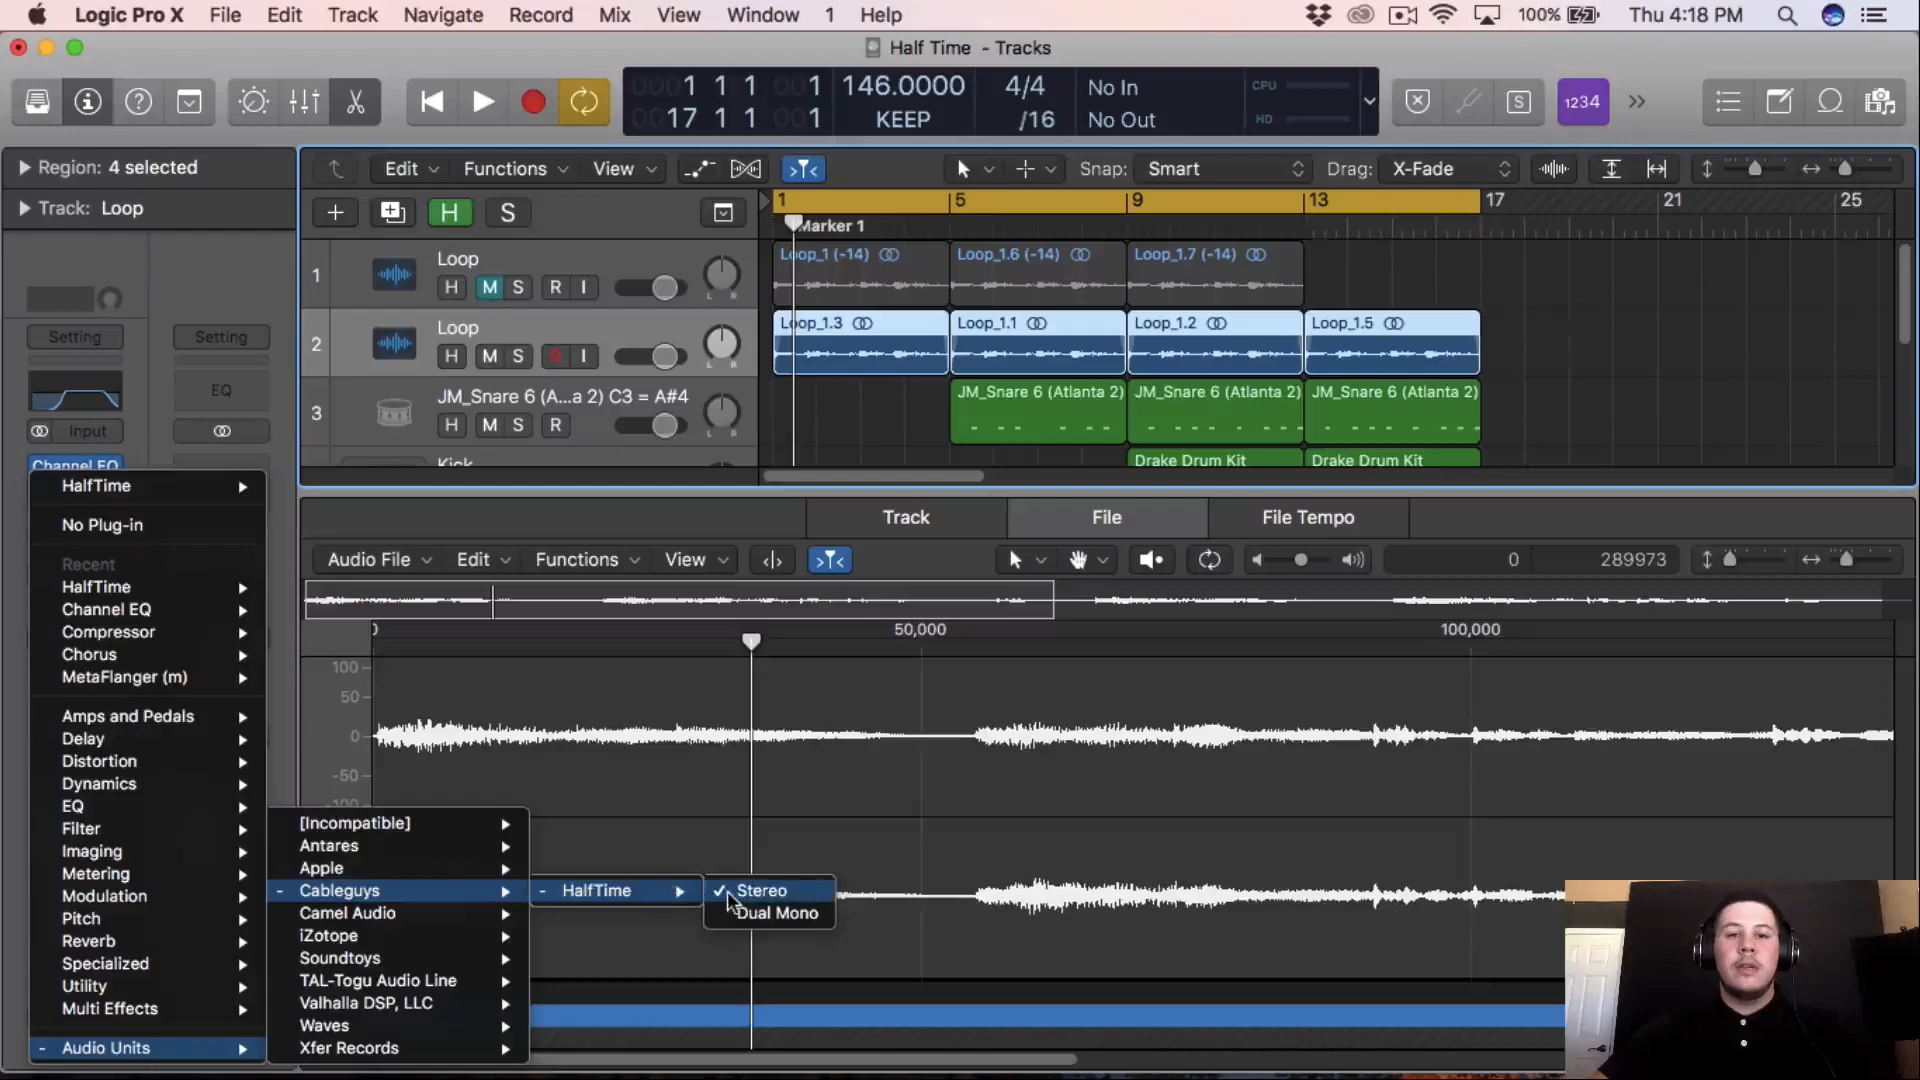 Logic Pro X File Edit Track Navigate Record Mix View Window 1 Help 100% Thu 4:18 PM
Half Time - Tracks
0001 1 1 001 146.0000 4/4 No In CPU
0017 1 1 001 KEEP /16 No Out HD
1234
Region: 4 selected
Edit Functions View Snap: Smart Drag: X-Fade
Track: Loop
H S
1 5 9 13 17 21 25
Marker 1
1 Loop
H M S R I L R
Loop_1 (-14) Loop_1.6 (-14) Loop_1.7 (-14)
2 Loop
H M S R I L R
Loop_1.3 Loop_1.1 Loop_1.2 Loop_1.5
3 JM_Snare 6 (A...a 2) C3 = A#4
H M S R L R
JM_Snare 6 (Atlanta 2) JM_Snare 6 (Atlanta 2) JM_Snare 6 (Atlanta 2)
Kick
Drake Drum Kit Drake Drum Kit
Setting Setting
EQ
Input
Channel EQ
Track File File Tempo
Audio File Edit Functions View 0 289973
0 50,000 100,000
100
50
0
-50
-100
HalfTime
No Plug-in
Recent
HalfTime
Channel EQ
Compressor
Chorus
MetaFlanger (m)
Amps and Pedals
Delay
Distortion
Dynamics
EQ
Filter
Imaging
Metering
Modulation
Pitch
Reverb
Specialized
Utility
Multi Effects
- Audio Units
[Incompatible]
Antares
Apple
- Cableguys
Camel Audio
iZotope
Soundtoys
TAL-Togu Audio Line
Valhalla DSP, LLC
Waves
Xfer Records
- HalfTime
✓ Stereo
Dual Mono